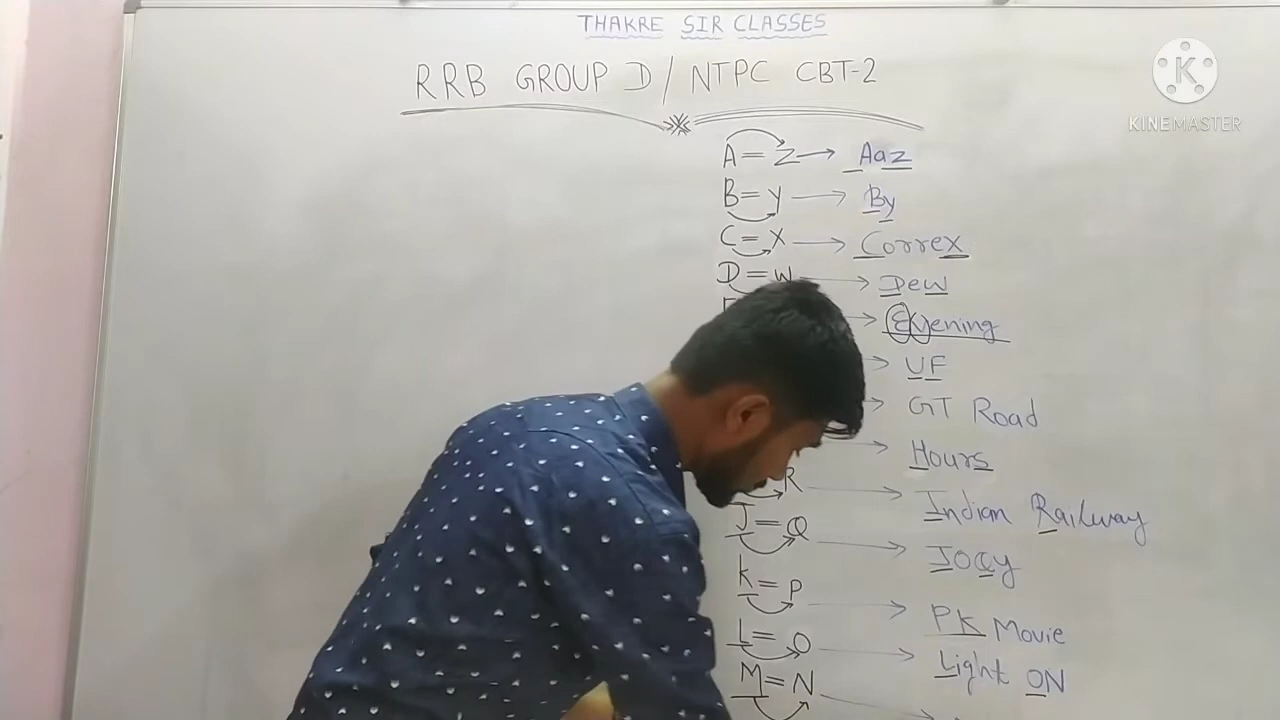 THAKRE SIR CLASSES
RRB GROUP D / NTPC CBT-2
KINEMASTER
A = Z → Aaz
B = Y → By
C = X → Correx
D = W → Dew
→ Evening
→ UF
→ GT Road
→ Hours
R → Indian Railway
J = Q → JOQy
K = P → PK Movie
L = O → Light ON
M = N